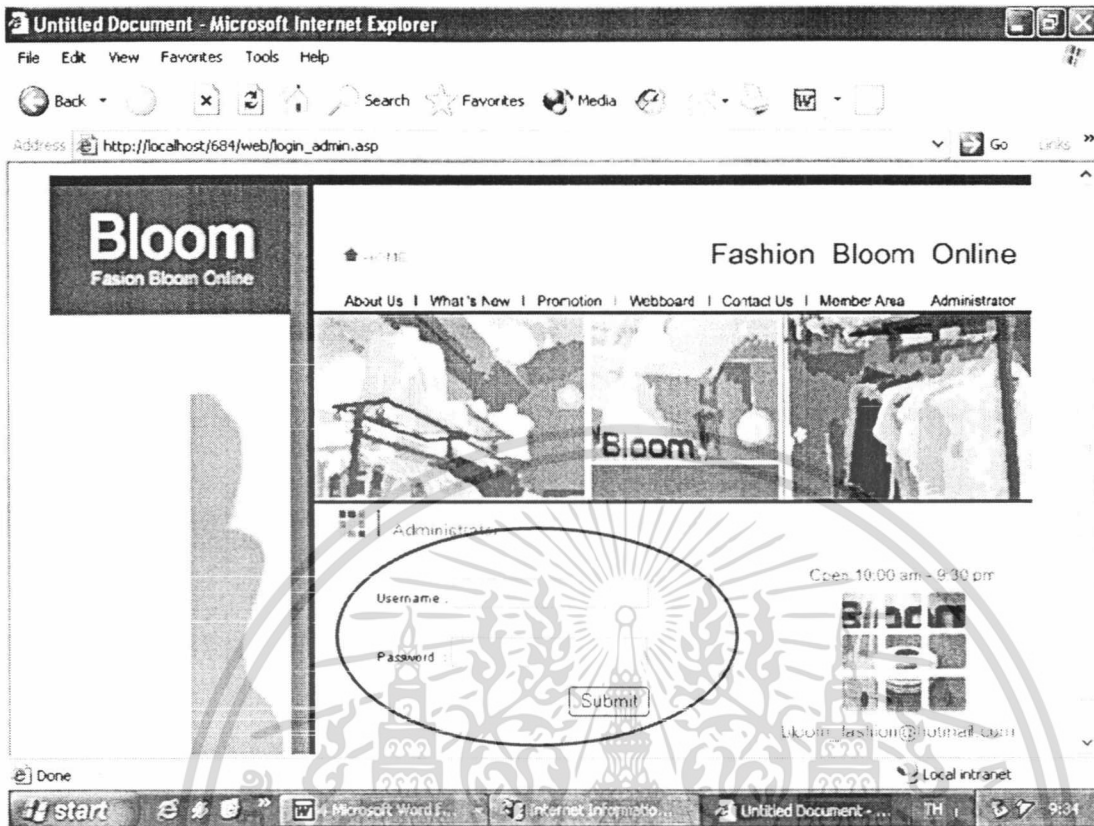 Untitled Document - Microsoft Internet Explorer
File Edit View Favorites Tools Help
Back Search Favorites Media
Address http://localhost/684/web/login_admin.asp Go Links
Bloom
Fasion Bloom Online
HOME
Fashion Bloom Online
About Us | What's New | Promotion | Webboard | Contact Us | Member Area Administrator
Bloom
Administrator
Username :
Password :
Submit
Open 10:00 am - 9:30 pm
Bloom
bloom_fashion@hotmail.com
Done Local intranet
start Microsoft Word Internet Informatio... Untitled Document - ... TH 9:34